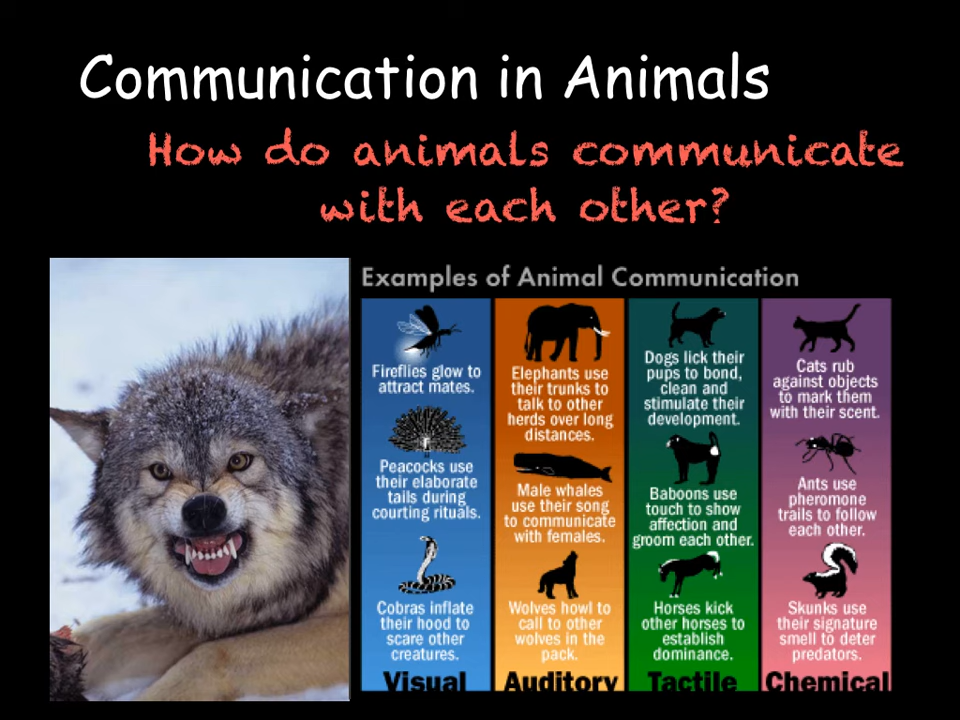 Communication in Animals
How do animals communicate
with each other?
Examples of Animal Communication
Fireflies glow to
attract mates.
Peacocks use
their elaborate
tails during
courting rituals.
Cobras inflate
their hood to
scare other
creatures.
Visual
Elephants use
their trunks to
talk to other
herds over long
distances.
Male whales
use their song
to communicate
with females.
Wolves howl to
call to other
wolves in the
pack.
Auditory
Dogs lick their
pups to bond,
clean and
stimulate their
development.
Baboons use
touch to show
affection and
groom each other.
Horses kick
other horses to
establish
dominance.
Tactile
Cats rub
against objects
to mark them
with their scent.
Ants use
pheromone
trails to follow
each other.
Skunks use
their signature
smell to deter
predators.
Chemical